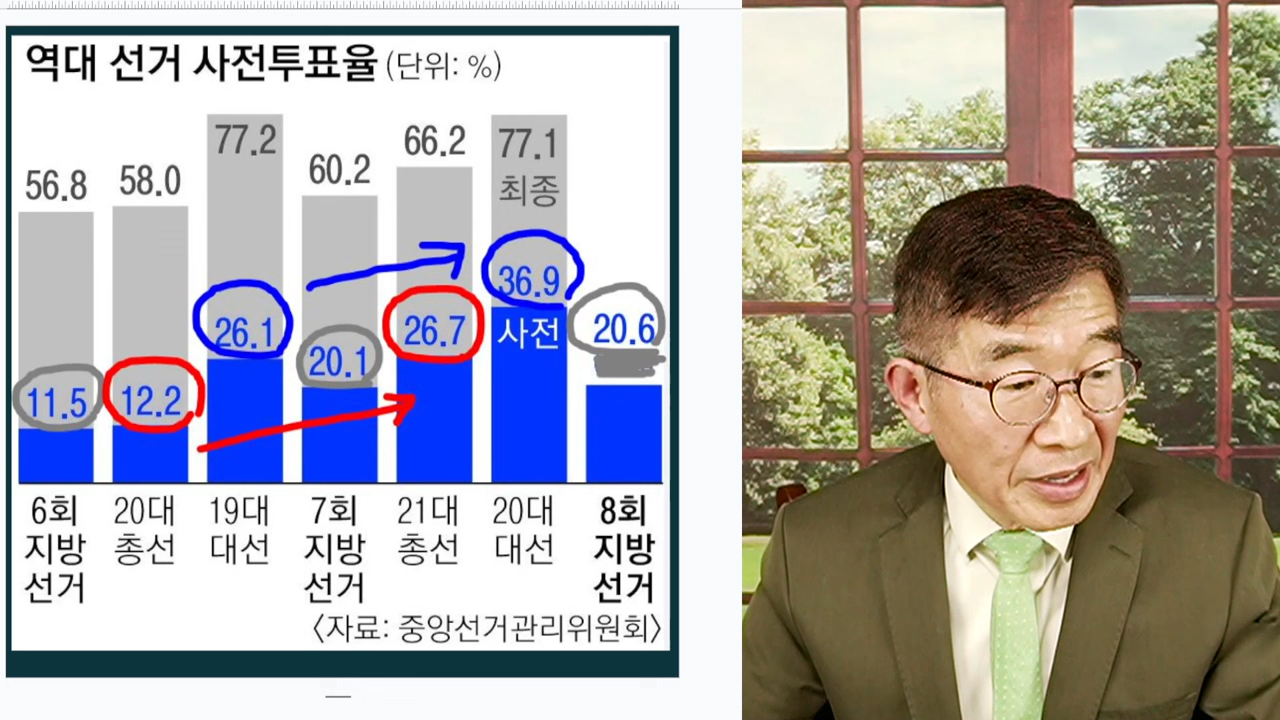 역대 선거 사전투표율 (단위: %)
56.8 58.0 77.2 60.2 66.2 77.1
최종
11.5 12.2 26.1 20.1 26.7 36.9 20.6
사전
6회 20대 19대 7회 21대 20대 8회
지방 총선 대선 지방 총선 대선 지방
선거 선거 선거
〈자료: 중앙선거관리위원회〉